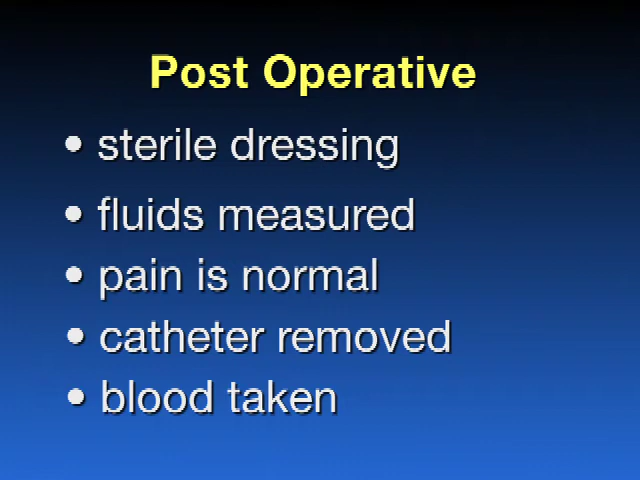 Post Operative
• sterile dressing
• fluids measured
• pain is normal
• catheter removed
• blood taken